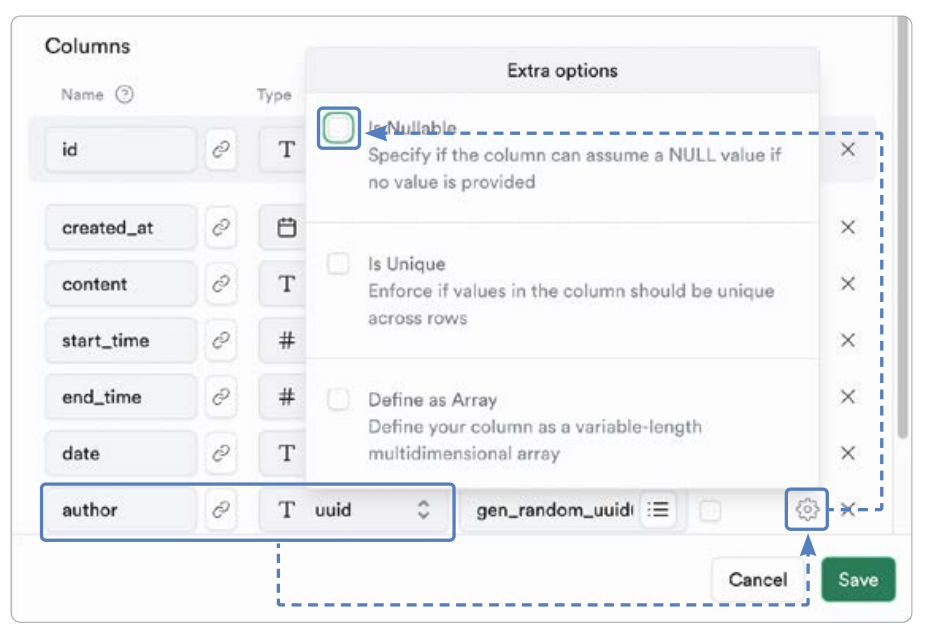 Columns
Extra options
Name
Type
Is Nullable
Specify if the column can assume a NULL value if
no value is provided
id
T
created_at
content
T
Is Unique
Enforce if values in the column should be unique
across rows
start_time
#
end_time
#
Define as Array
Define your column as a variable-length
multidimensional array
date
T
author
T uuid
gen_random_uuid(
Cancel
Save